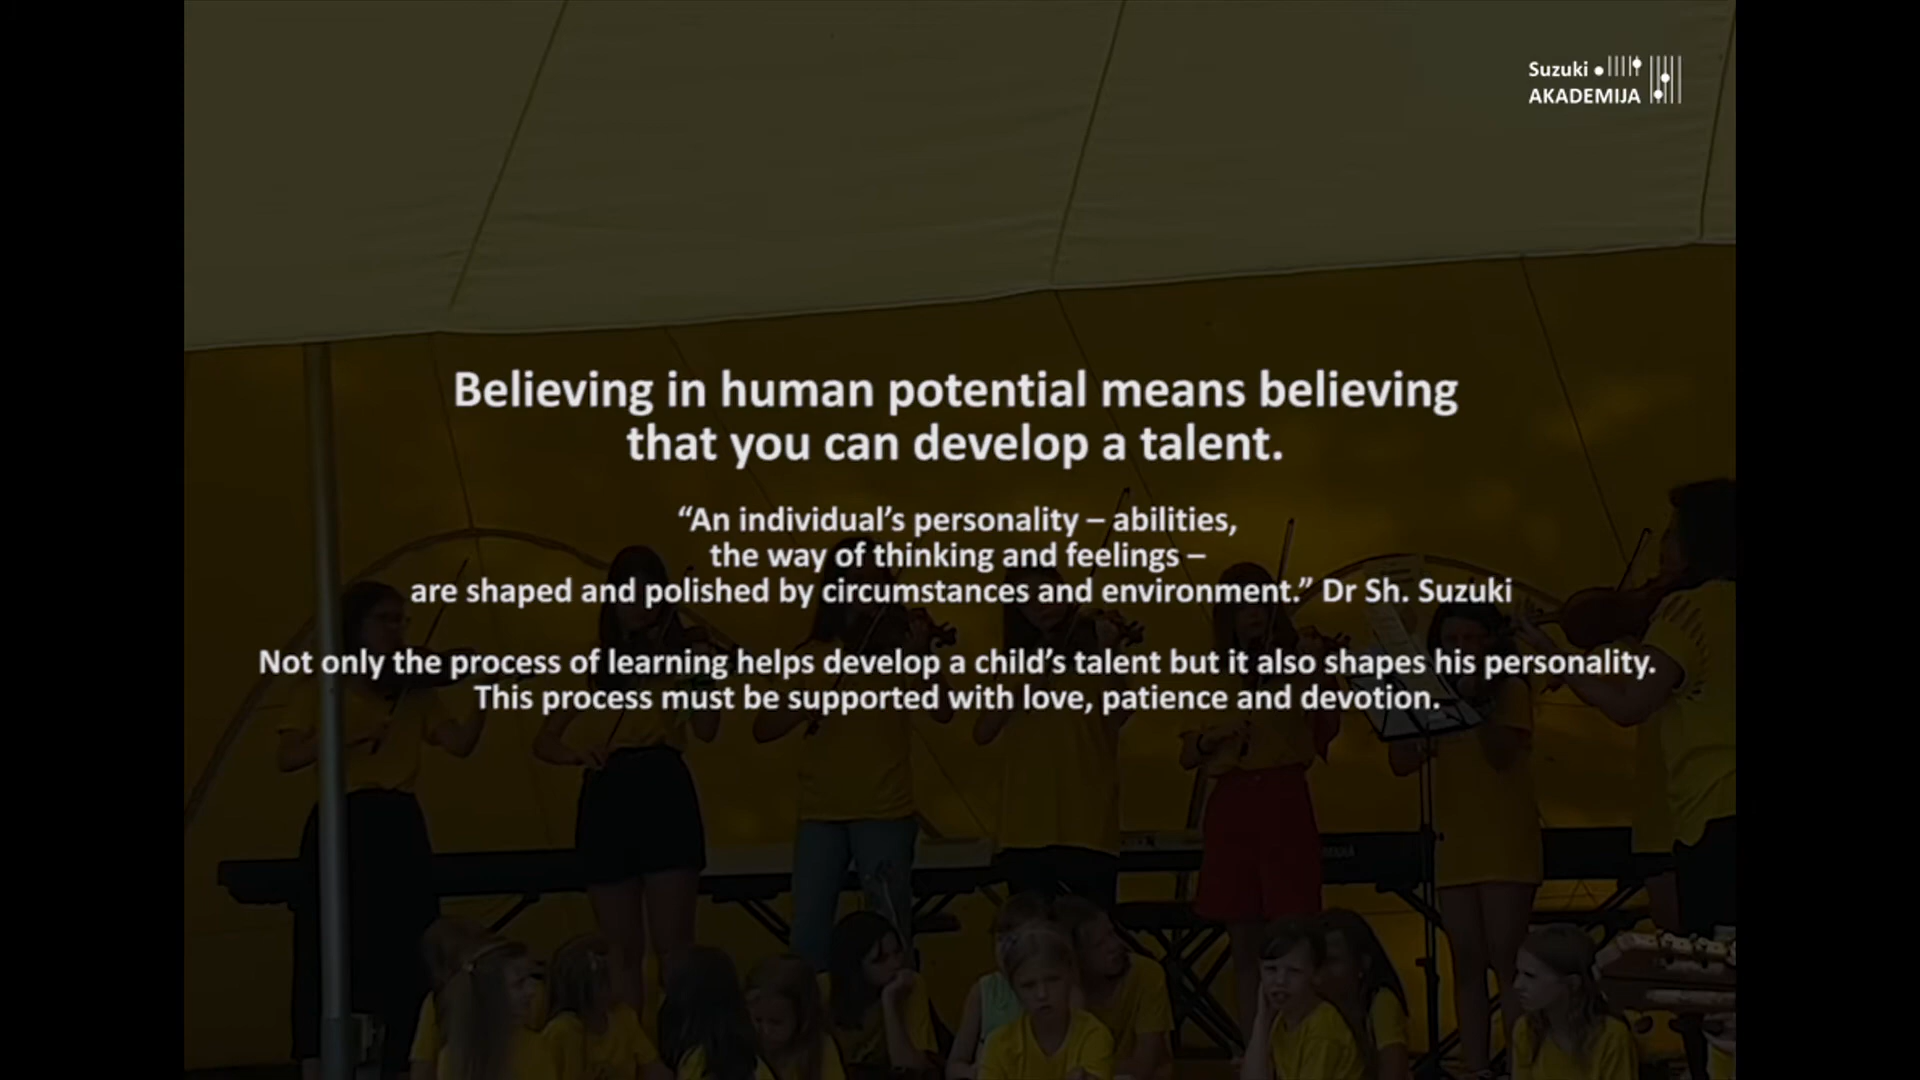 Suzuki
AKADEMIJA
Believing in human potential means believing
that you can develop a talent.
“An individual’s personality – abilities,
the way of thinking and feelings –
are shaped and polished by circumstances and environment.” Dr Sh. Suzuki
Not only the process of learning helps develop a child’s talent but it also shapes his personality.
This process must be supported with love, patience and devotion.